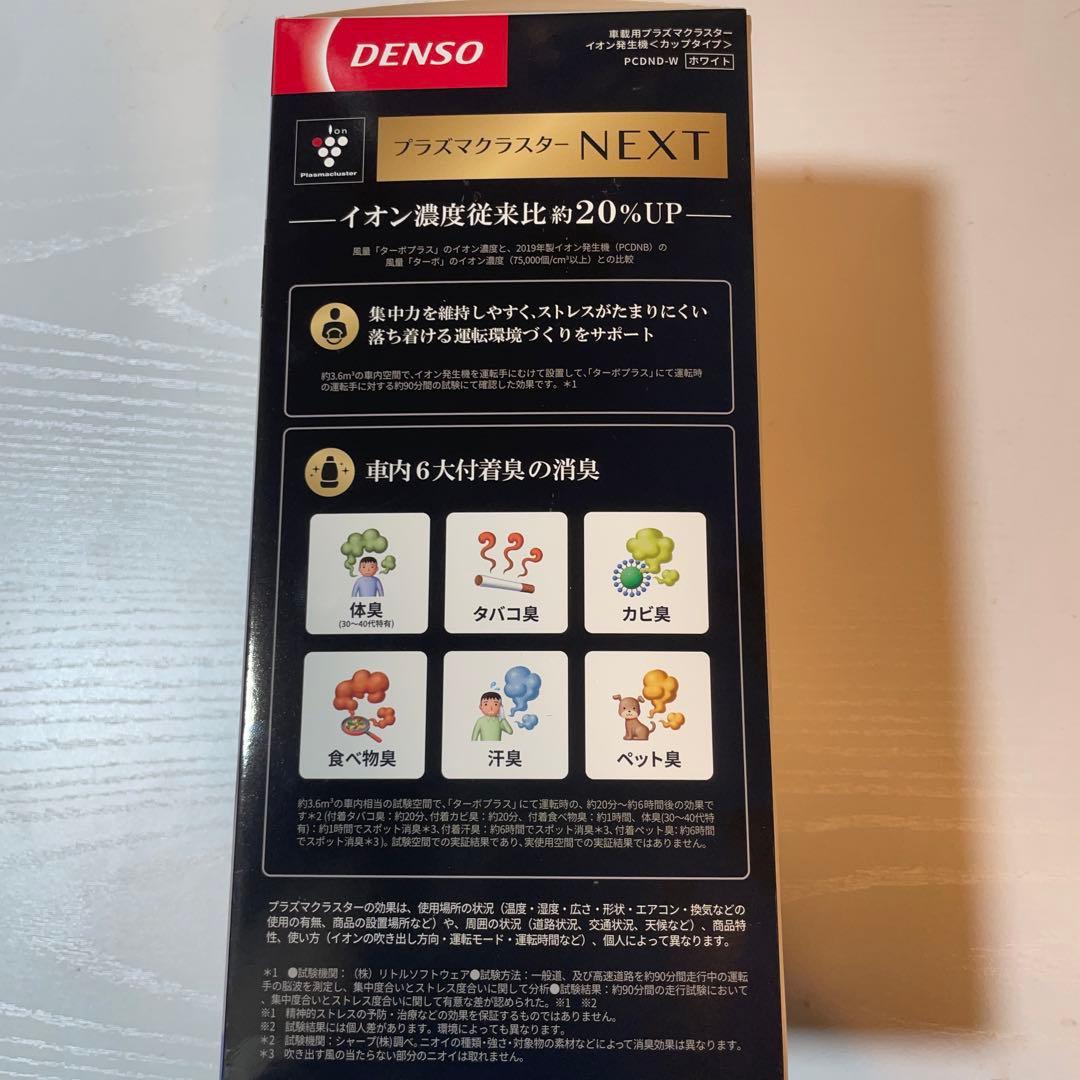 DENSO
車載用プラズマクラスター
イオン発生機<カップタイプ>
PCDND-W ホワイト
ion
Plasmacluster
プラズマクラスター NEXT
イオン濃度従来比 約20%UP
風量「ターボプラス」のイオン濃度と、2019年製イオン発生機（PCDNB）の
風量「ターボ」のイオン濃度（75,000個/cm³以上）との比較
集中力を維持しやすく、ストレスがたまりにくい
落ち着ける運転環境づくりをサポート
約3.6m³の車内空間で、イオン発生機を運転手にむけて設置して、「ターボプラス」にて運転時
の運転手に対する約90分間の試験にて確認した効果です。＊1
車内6大付着臭の消臭
体臭
(30～40代特有)
タバコ臭
カビ臭
食べ物臭
汗臭
ペット臭
約3.6m³の車内相当の試験空間で、「ターボプラス」にて運転時の、約20分～約6時間後の効果で
す＊2 (付着タバコ臭：約20分、付着カビ臭：約20分、付着食べ物臭：約1時間、体臭(30～40代特
有)：約1時間でスポット消臭＊3、付着汗臭：約6時間でスポット消臭＊3、付着ペット臭：約6時間
でスポット消臭＊3)。試験空間での実証結果であり、実使用空間での実証結果ではありません。
プラズマクラスターの効果は、使用場所の状況（温度・湿度・広さ・形状・エアコン・換気などの
使用の有無、商品の設置場所など）や、周囲の状況（道路状況、交通状況、天候など）、商品特
性、使い方（イオンの吹き出し方向・運転モード・運転時間など）、個人によって異なります。
＊1 ●試験機関：（株）リトルソフトウェア●試験方法：一般道、及び高速道路を約90分間走行中の運転
手の脳波を測定し、集中度合いとストレス度合いに関して分析●試験結果：約90分間の走行試験において
、集中度合いとストレス度合いに関して有意な差が認められた。※1 ※2
※1 精神的ストレスの予防・治療などの効果を保証するものではありません。
※2 試験結果には個人差があります。環境によっても異なります。
＊2 試験機関：シャープ(株)調べ。ニオイの種類・強さ・対象物の素材などによって消臭効果は異なります。
＊3 吹き出す風の当たらない部分のニオイは取れません。